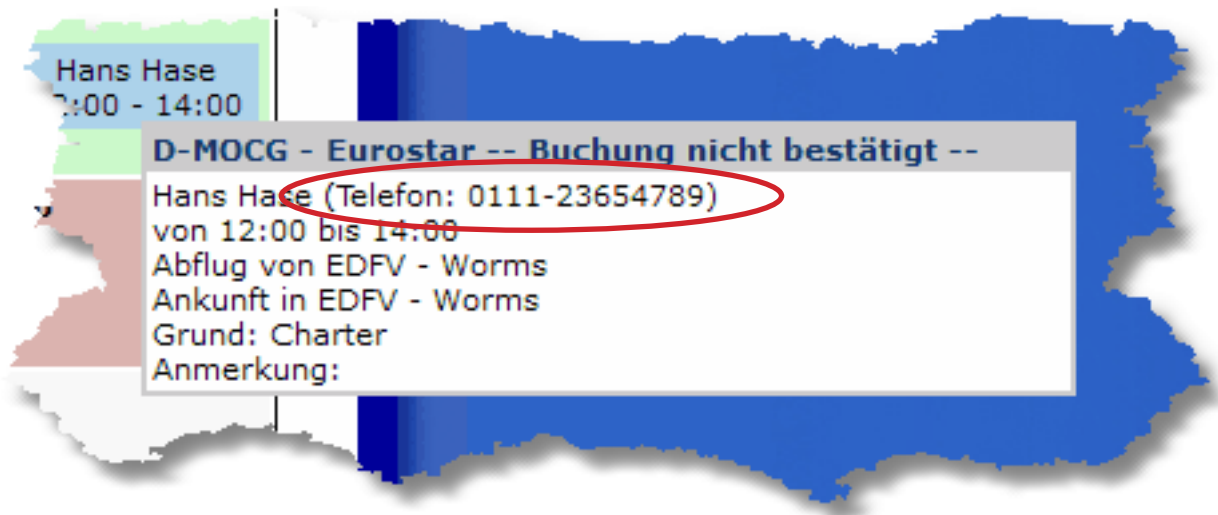 Hans Hase
:00 - 14:00
D-MOCG - Eurostar -- Buchung nicht bestätigt --
Hans Hase (Telefon: 0111-23654789)
von 12:00 bis 14:00
Abflug von EDFV - Worms
Ankunft in EDFV - Worms
Grund: Charter
Anmerkung: